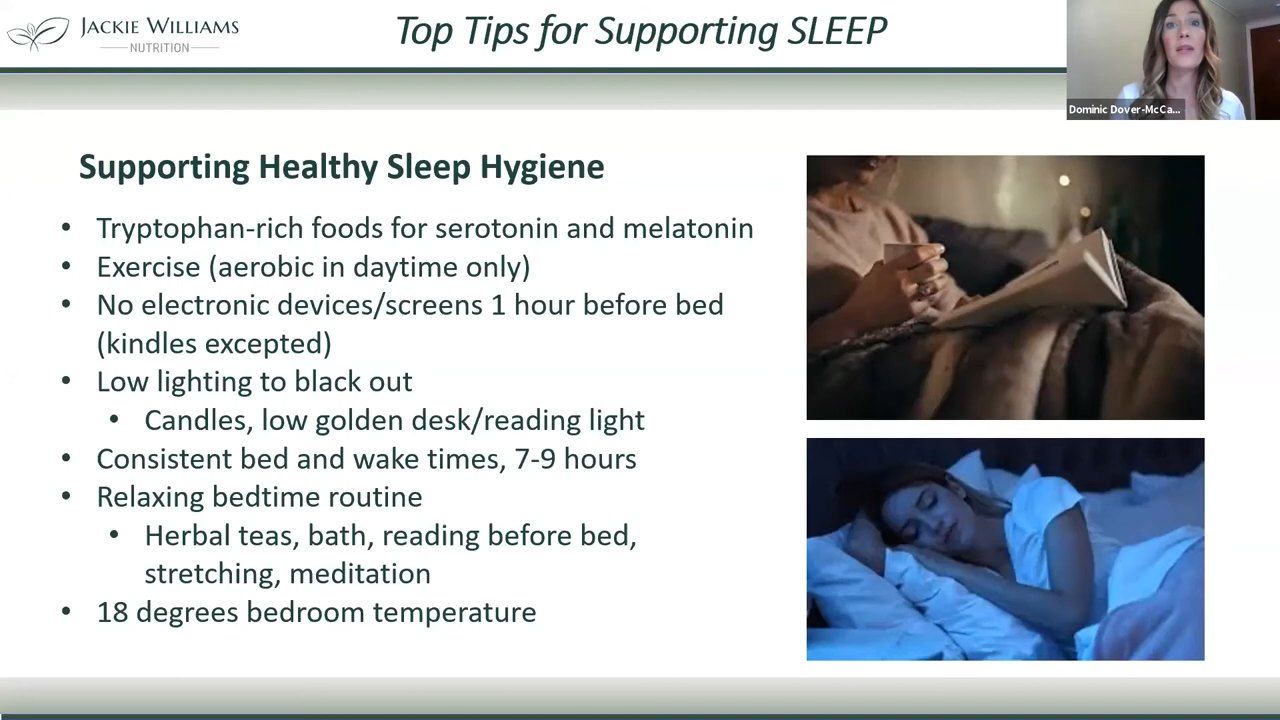 JACKIE WILLIAMS
NUTRITION
Top Tips for Supporting SLEEP
Dominic Dover-McCa...
Supporting Healthy Sleep Hygiene
• Tryptophan-rich foods for serotonin and melatonin
• Exercise (aerobic in daytime only)
• No electronic devices/screens 1 hour before bed
(kindles excepted)
• Low lighting to black out
• Candles, low golden desk/reading light
• Consistent bed and wake times, 7-9 hours
• Relaxing bedtime routine
• Herbal teas, bath, reading before bed,
stretching, meditation
• 18 degrees bedroom temperature